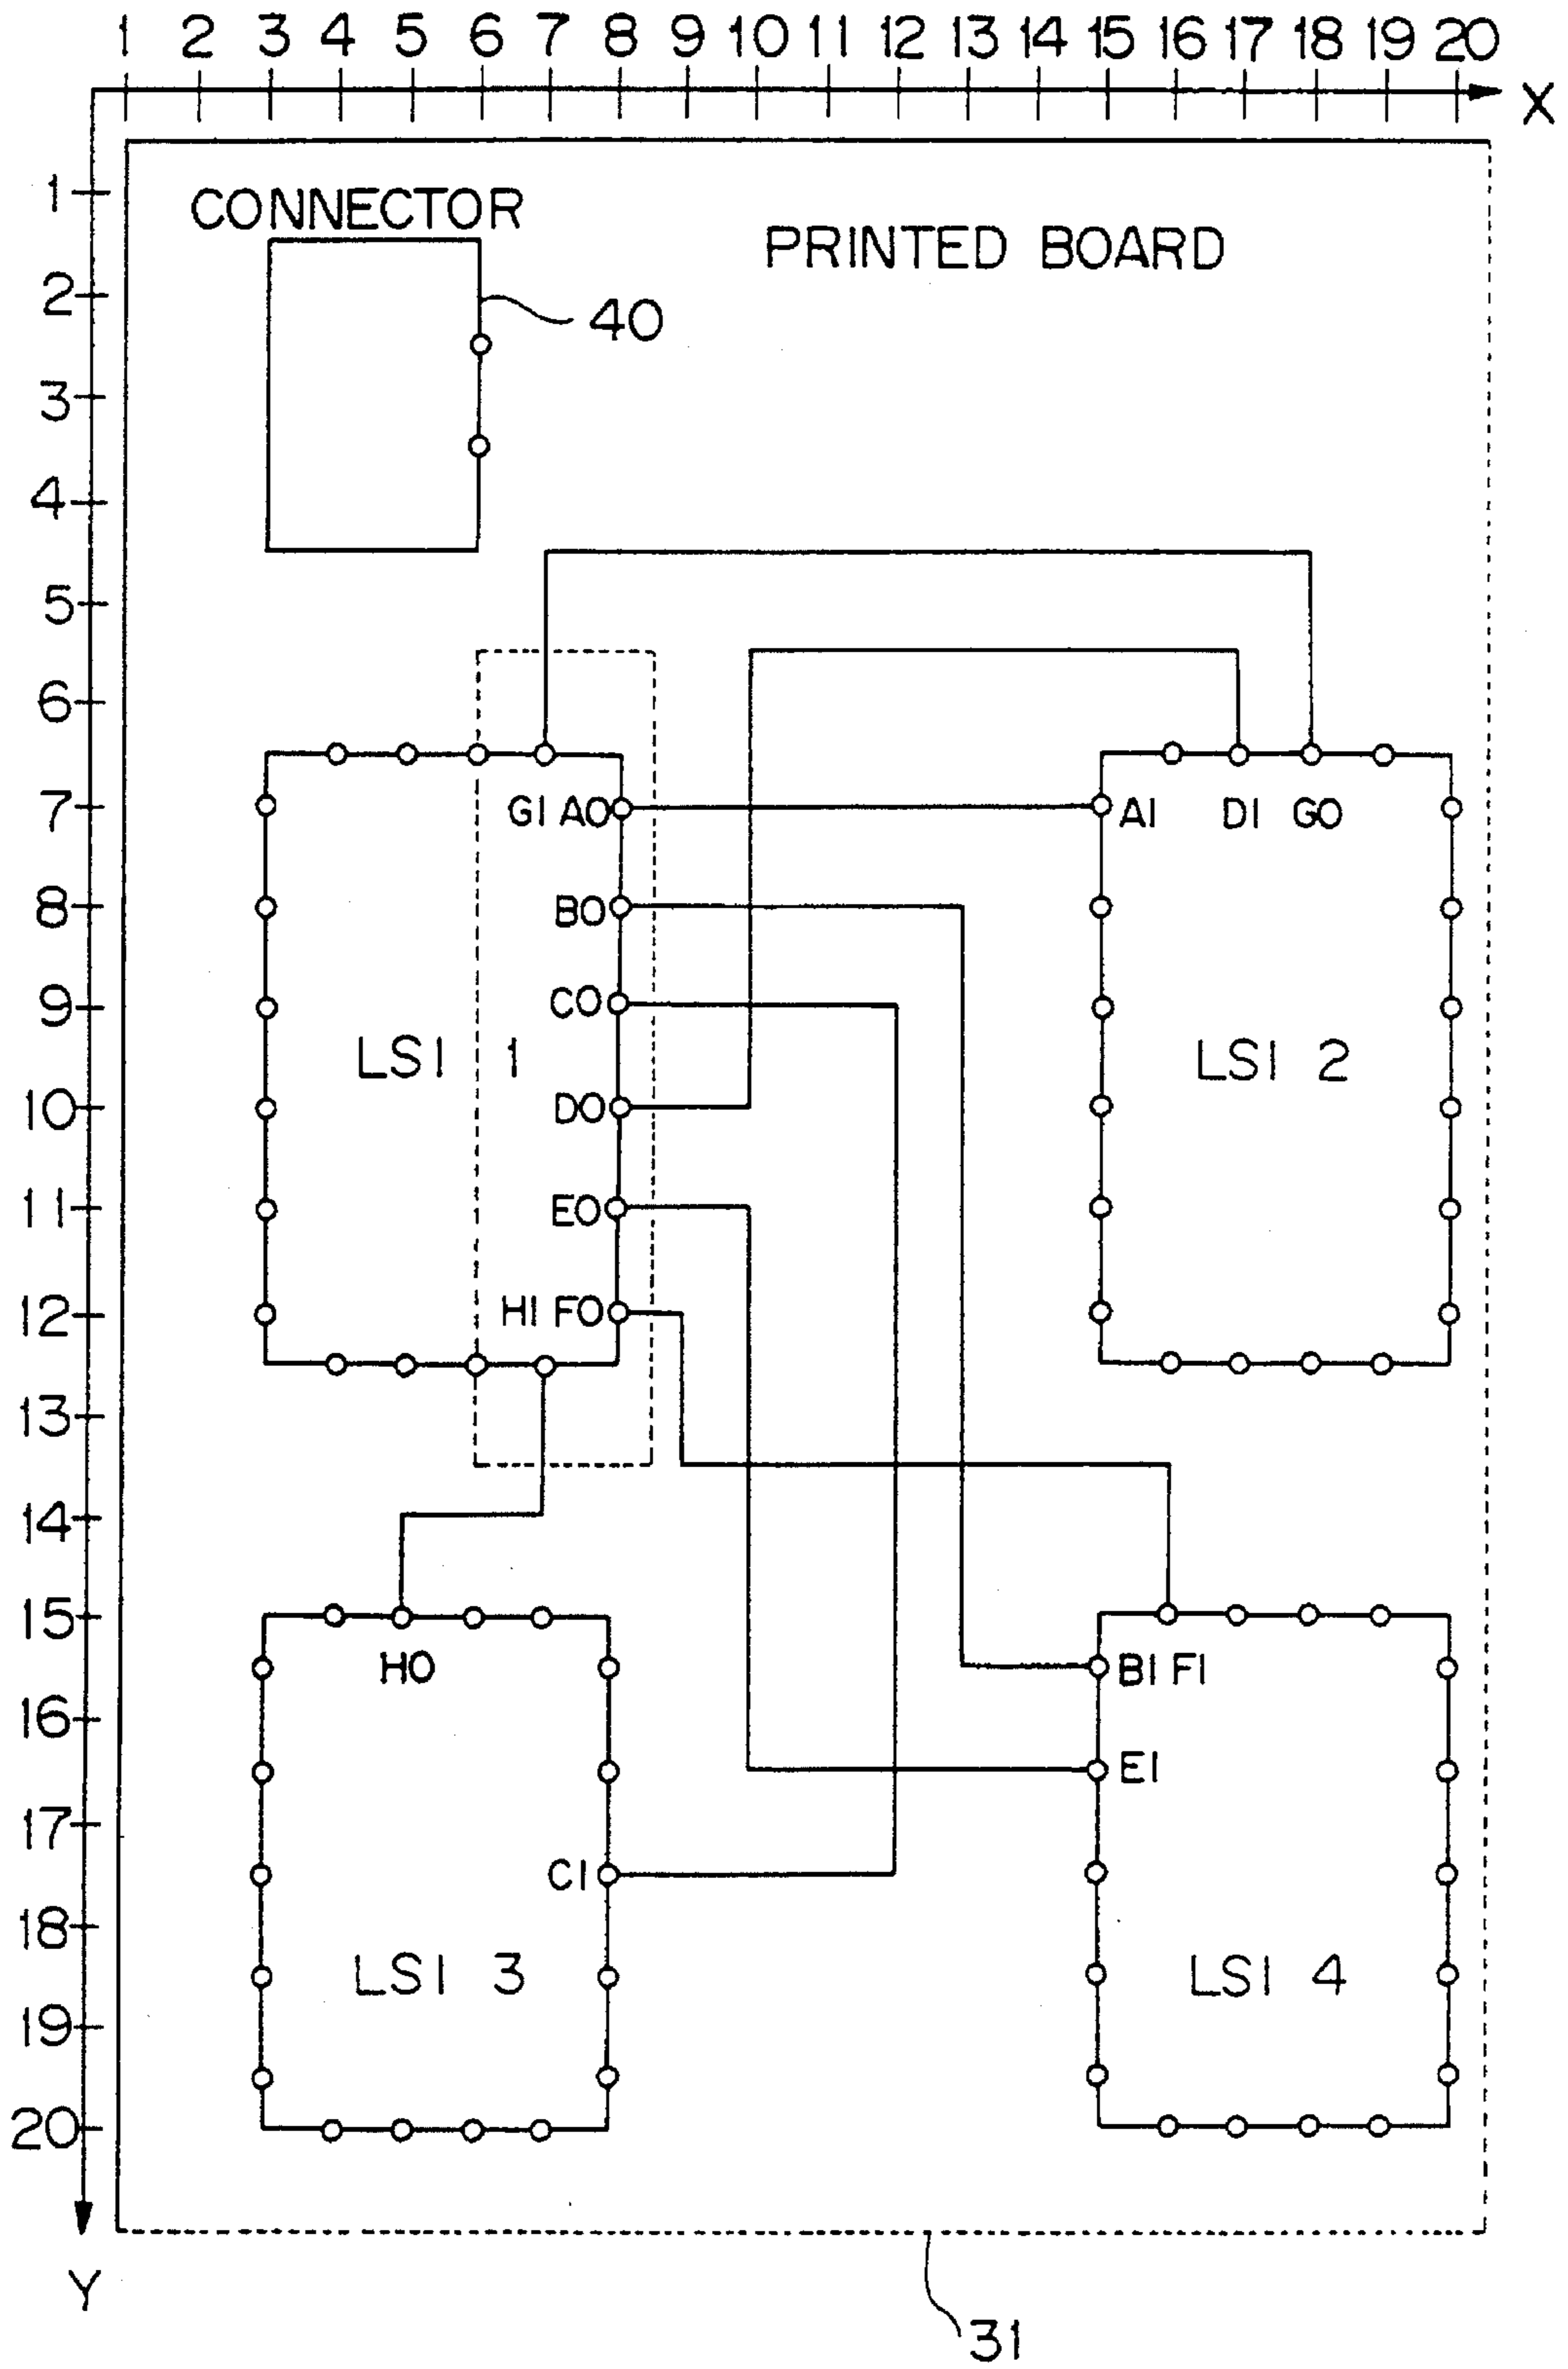 1 2 3 4 5 6 7 8 9 10 11 12 13 14 15 16 17 18 19 20
X
1
CONNECTOR
PRINTED BOARD
2
40
3
4
5
6
7
GI AO
AI DI GO
8
BO
9
CO
LSI 1
LSI 2
10
DO
11
EO
12
HI FO
13
14
15
HO
BI FI
16
EI
17
CI
18
LSI 3
LSI 4
19
20
Y
31